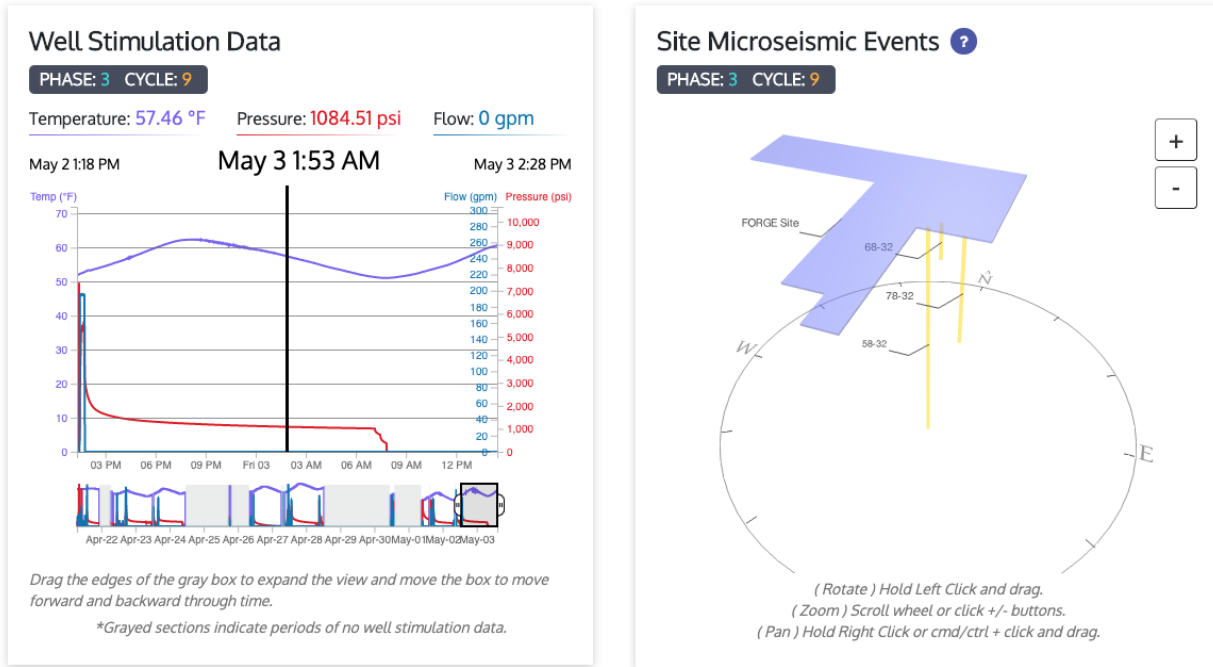 Well Stimulation Data
PHASE: 3 CYCLE: 9
Temperature: 57.46 °F Pressure: 1084.51 psi Flow: 0 gpm
May 2 1:18 PM May 3 1:53 AM May 3 2:28 PM
Temp (°F) Flow (gpm) Pressure (psi)
70
60
50
40
30
20
10
0
300
280
260
240
220
200
180
160
140
120
100
80
60
40
20
0
10,000
9,000
8,000
7,000
6,000
5,000
4,000
3,000
2,000
1,000
0
03 PM 06 PM 09 PM Fri 03 03 AM 06 AM 09 AM 12 PM
Apr-22 Apr-23 Apr-24 Apr-25 Apr-26 Apr-27 Apr-28 Apr-29 Apr-30 May-01 May-02 May-03
Drag the edges of the gray box to expand the view and move the box to move
forward and backward through time.
*Grayed sections indicate periods of no well stimulation data.
Site Microseismic Events ?
PHASE: 3 CYCLE: 9
+
-
FORGE Site
68-32
78-32
58-32
N
W
E
( Rotate ) Hold Left Click and drag.
( Zoom ) Scroll wheel or click +/- buttons.
( Pan ) Hold Right Click or cmd/ctrl + click and drag.